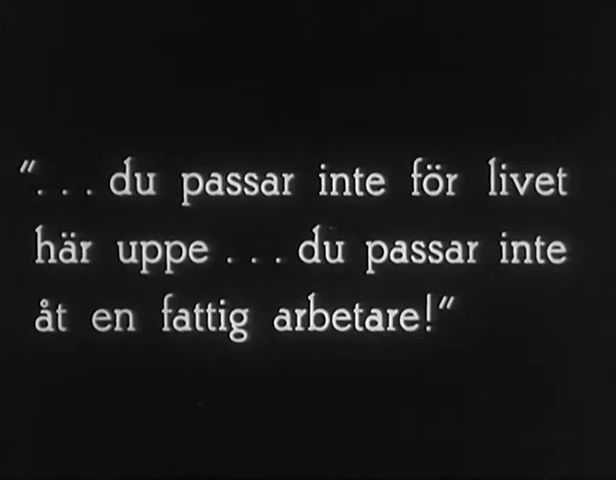 “. . . du passar inte för livet
här uppe . . . du passar inte
åt en fattig arbetare!”